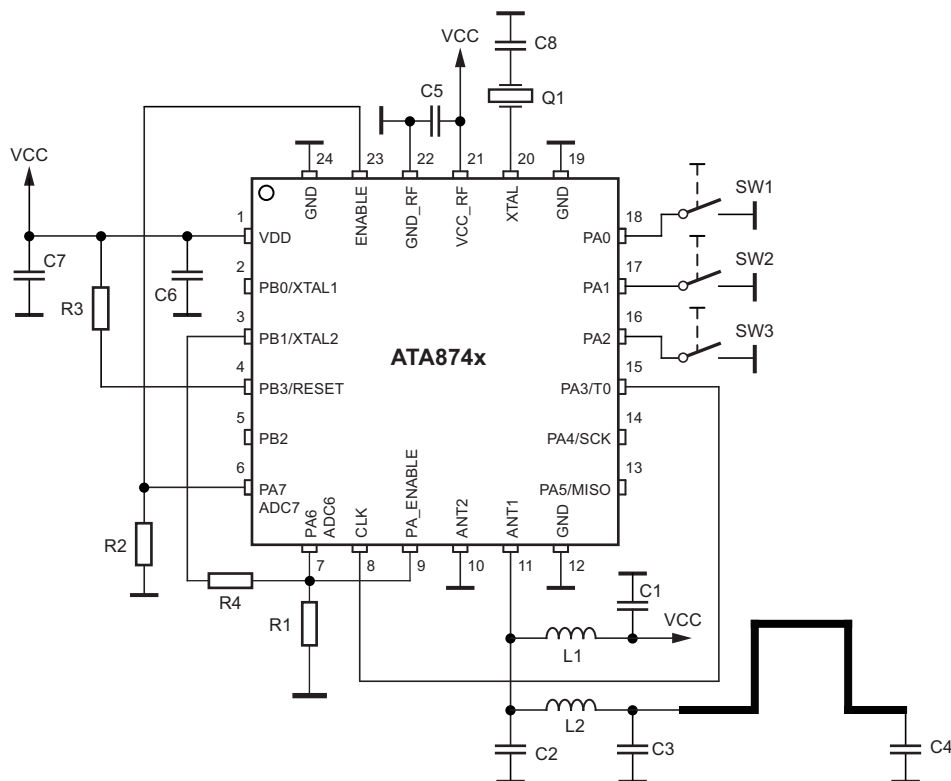 C8
VCC
C5
Q1
24
23
22
21
20
19
VCC
GND
ENABLE
GND_RF
VCC_RF
XTAL
GND
SW1
1
18
VDD
PA0
C7
C6
R3
2
17
SW2
PB0/XTAL1
PA1
3
16
SW3
PB1/XTAL2
PA2
ATA874x
4
15
PB3/RESET
PA3/T0
5
14
PB2
PA4/SCK
6
13
PA7
ADC7
PA5/MISO
PA6
ADC6
CLK
PA_ENABLE
ANT2
ANT1
GND
R2
7
8
9
10
11
12
R4
R1
C1
VCC
L1
L2
C2
C3
C4